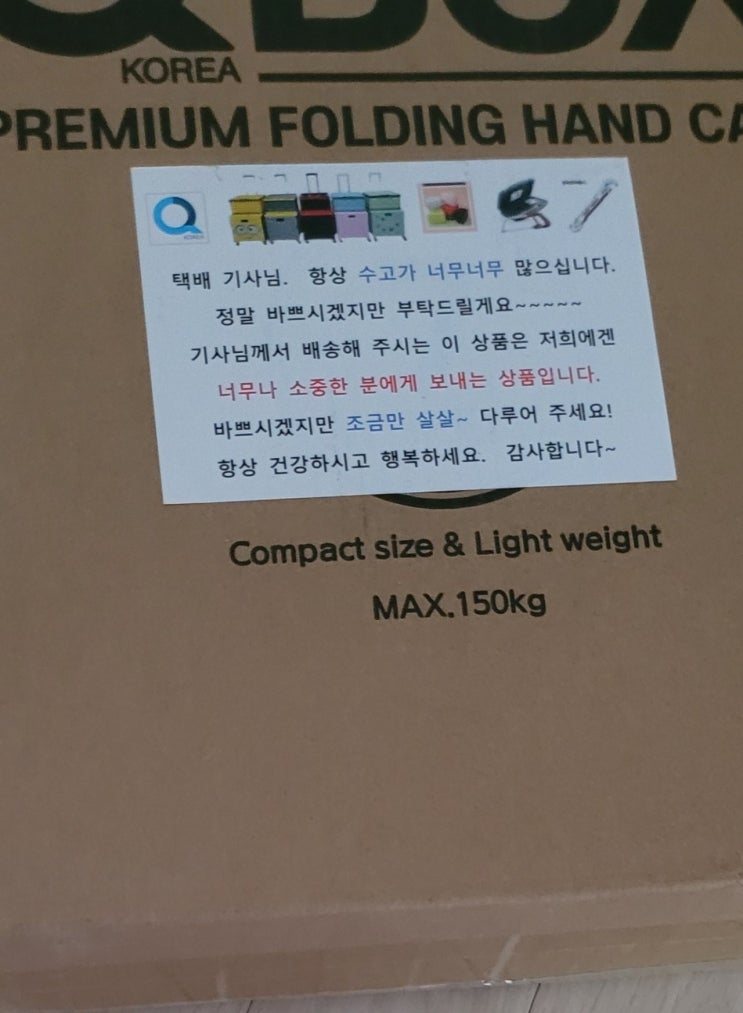 QBOX
KOREA
PREMIUM FOLDING HAND CA
택배 기사님. 항상 수고가 너무너무 많으십니다.
정말 바쁘시겠지만 부탁드릴게요~~~~~
기사님께서 배송해 주시는 이 상품은 저희에겐
너무나 소중한 분에게 보내는 상품입니다.
바쁘시겠지만 조금만 살살~ 다루어 주세요!
항상 건강하시고 행복하세요. 감사합니다~
Compact size & Light weight
MAX.150kg